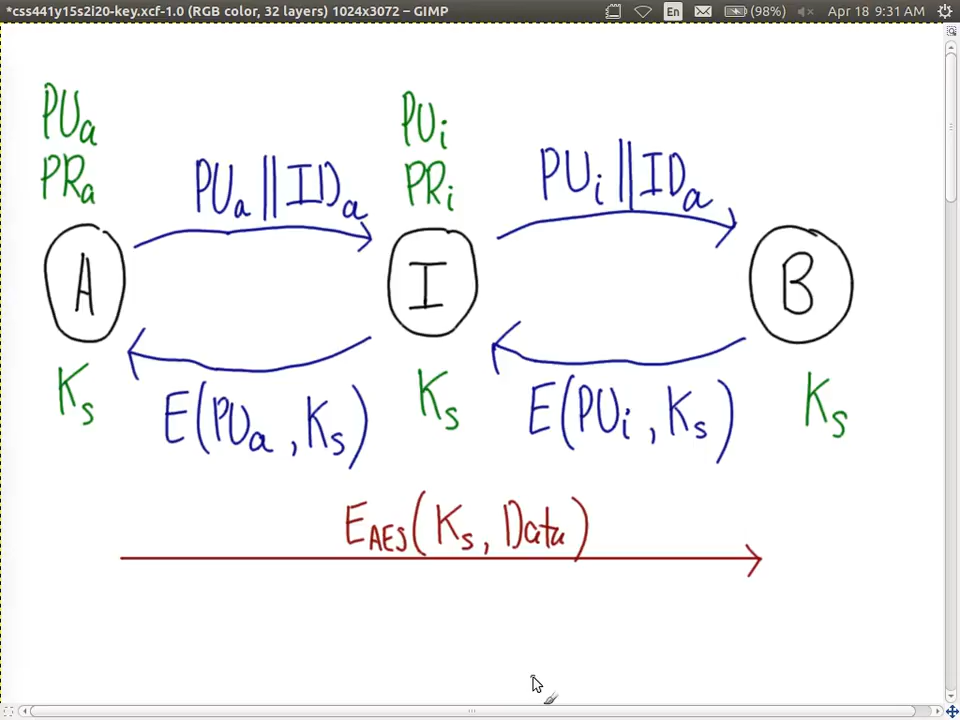 *css441y15s2i20-key.xcf-1.0 (RGB color, 32 layers) 1024x3072 – GIMP
En (98%) Apr 18 9:31 AM
PUa
PRa
PUa||IDa
PUi
PRi
PUi||IDa
A
I
B
Ks
E(PUa, Ks)
Ks
E(PUi, Ks)
Ks
EAES(Ks, Data)